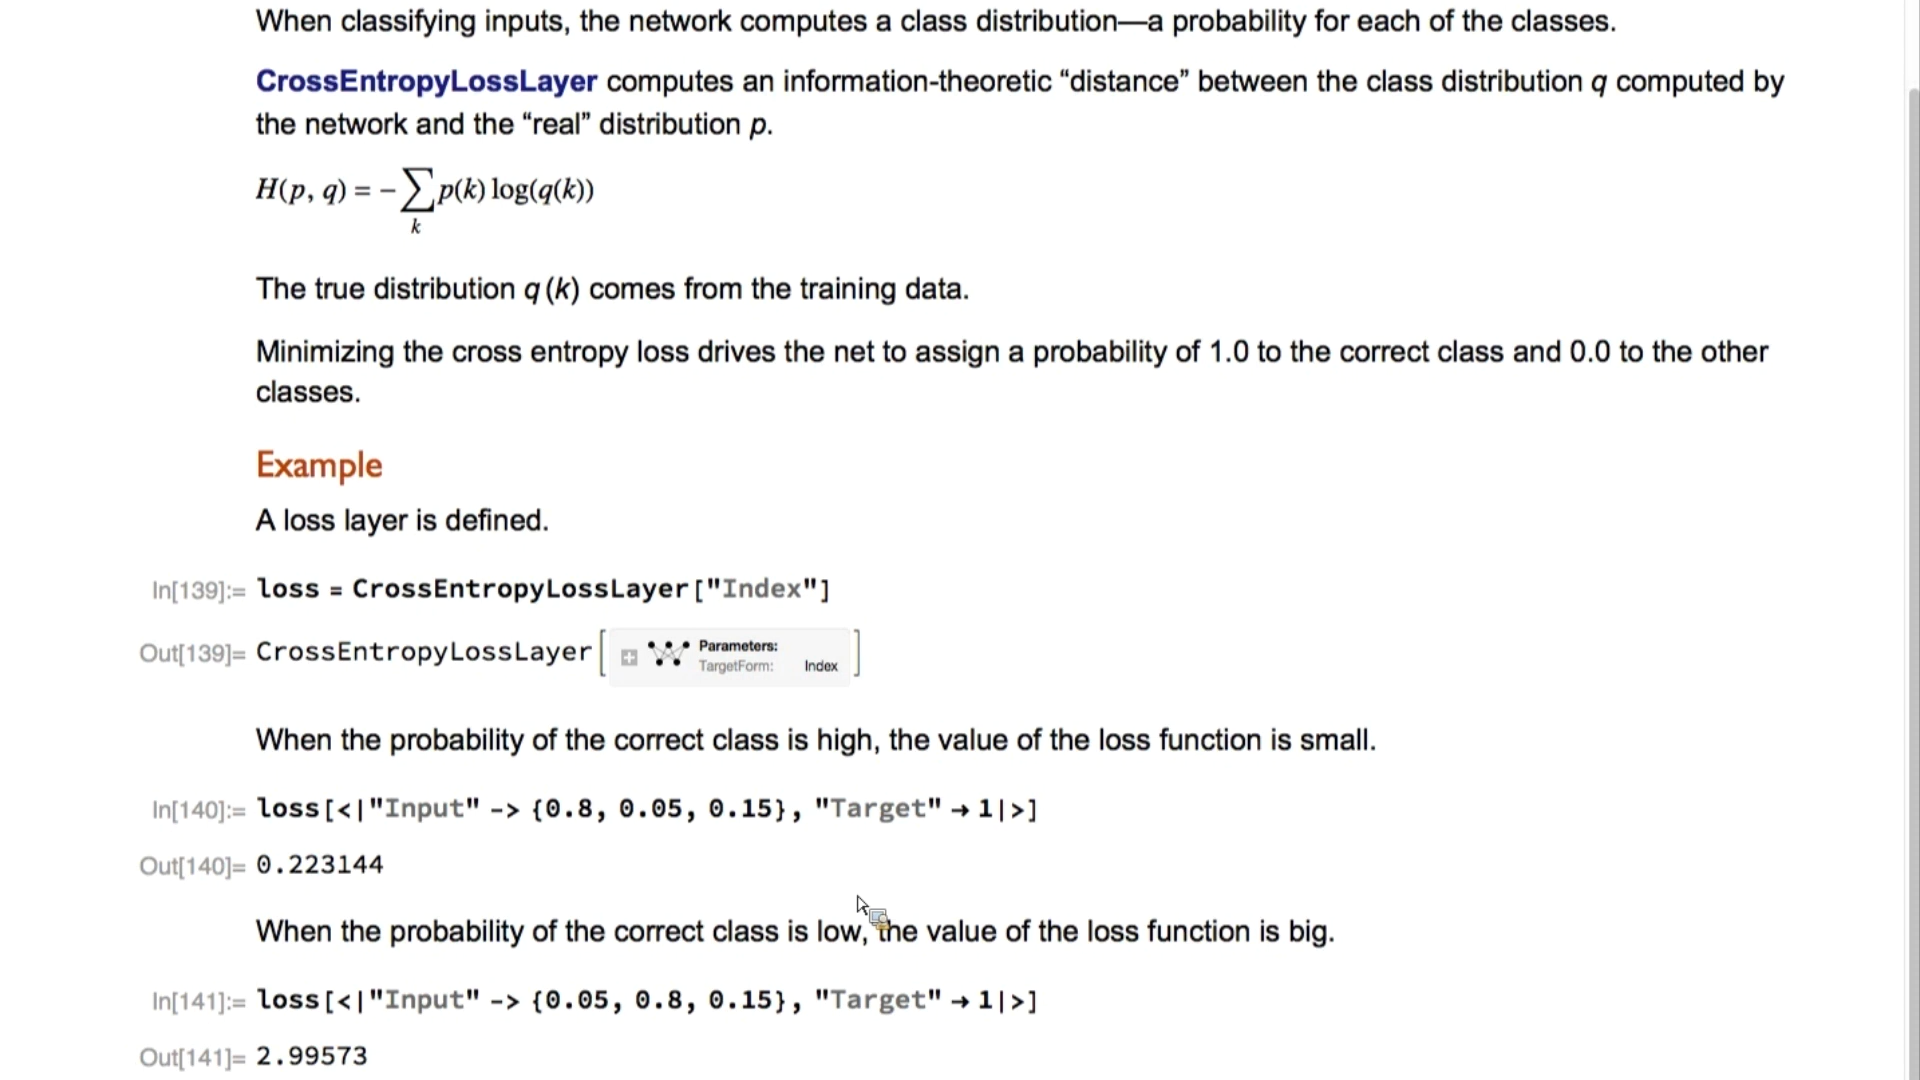 When classifying inputs, the network computes a class distribution—a probability for each of the classes.
CrossEntropyLossLayer computes an information-theoretic “distance” between the class distribution q computed by
the network and the “real” distribution p.
H(p, q) = −∑p(k) log(q(k))
k
The true distribution q (k) comes from the training data.
Minimizing the cross entropy loss drives the net to assign a probability of 1.0 to the correct class and 0.0 to the other
classes.
Example
A loss layer is defined.
In[139]:= loss = CrossEntropyLossLayer["Index"]
Out[139]= CrossEntropyLossLayer[ Parameters:
TargetForm: Index ]
When the probability of the correct class is high, the value of the loss function is small.
In[140]:= loss[<|"Input" -> {0.8, 0.05, 0.15}, "Target" → 1|>]
Out[140]= 0.223144
When the probability of the correct class is low, the value of the loss function is big.
In[141]:= loss[<|"Input" -> {0.05, 0.8, 0.15}, "Target" → 1|>]
Out[141]= 2.99573